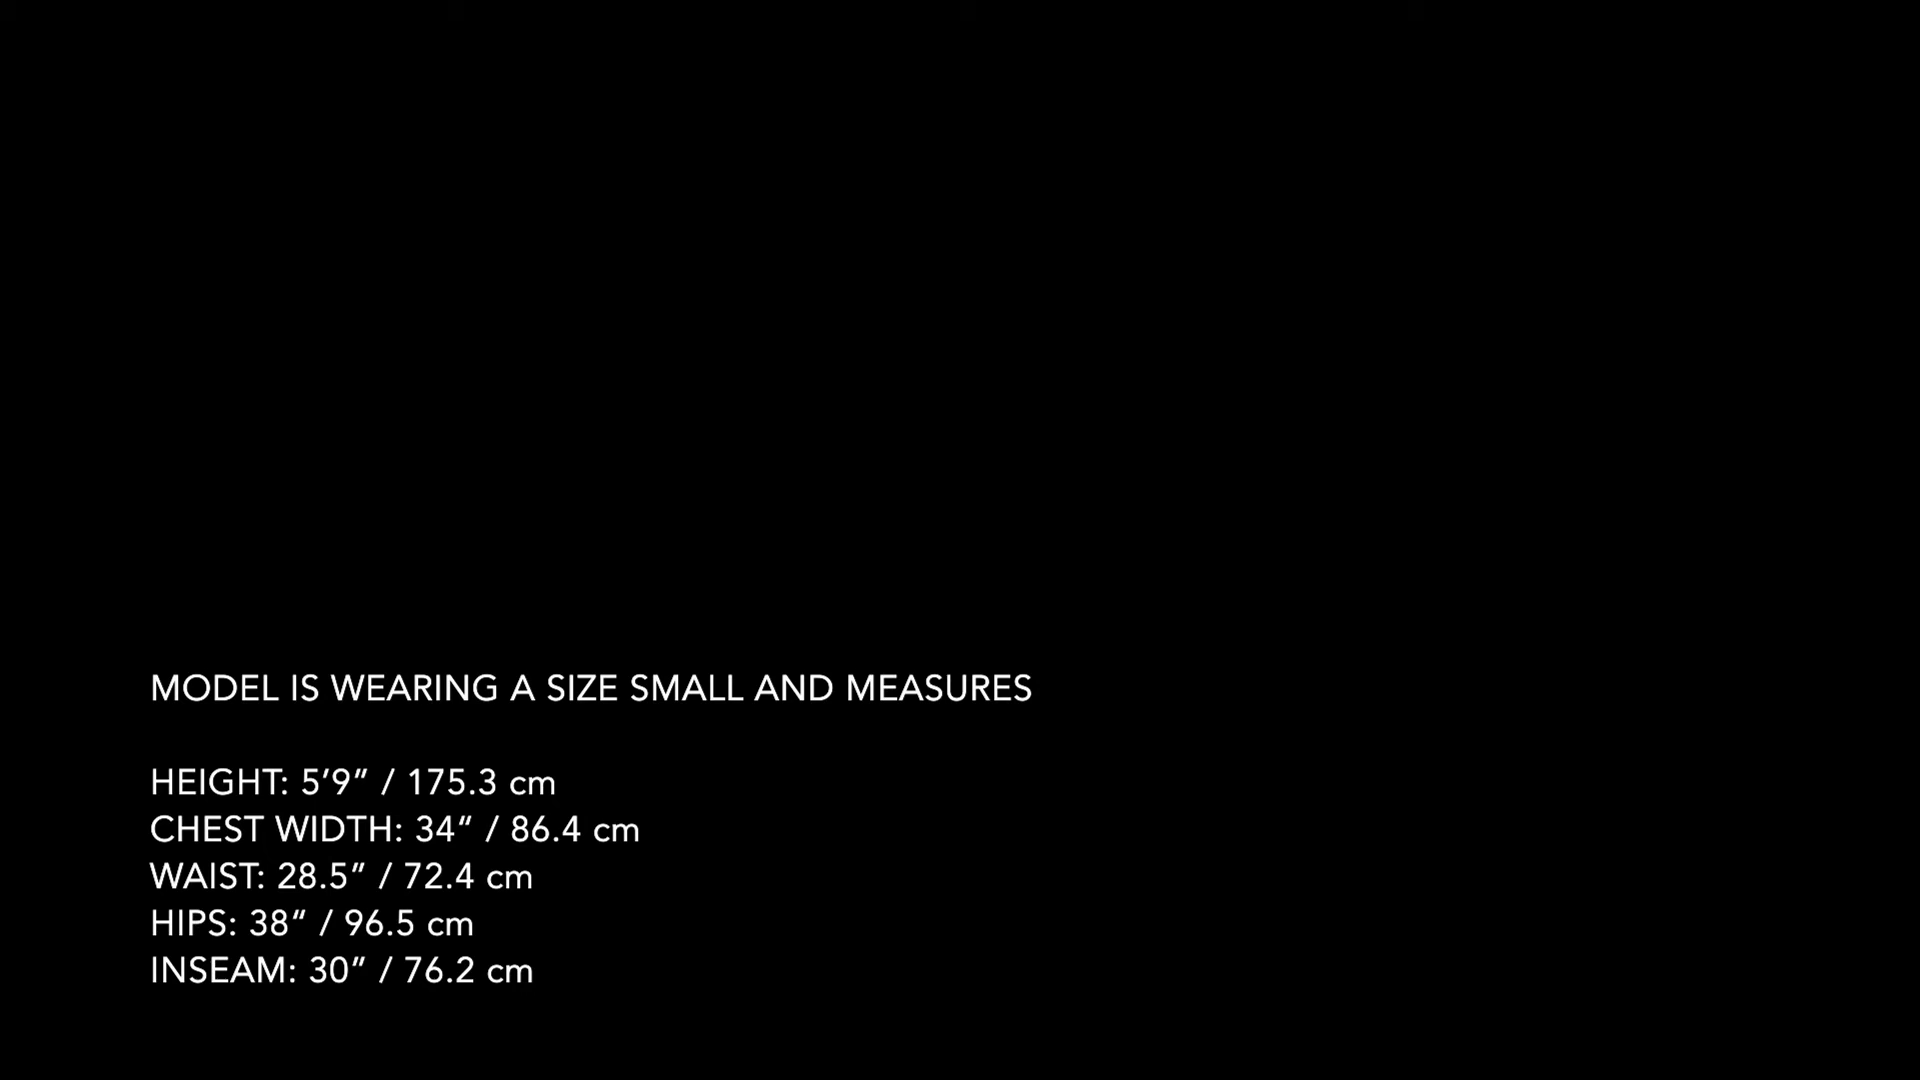 MODEL IS WEARING A SIZE SMALL AND MEASURES
HEIGHT: 5’9” / 175.3 cm
CHEST WIDTH: 34“ / 86.4 cm
WAIST: 28.5” / 72.4 cm
HIPS: 38“ / 96.5 cm
INSEAM: 30” / 76.2 cm